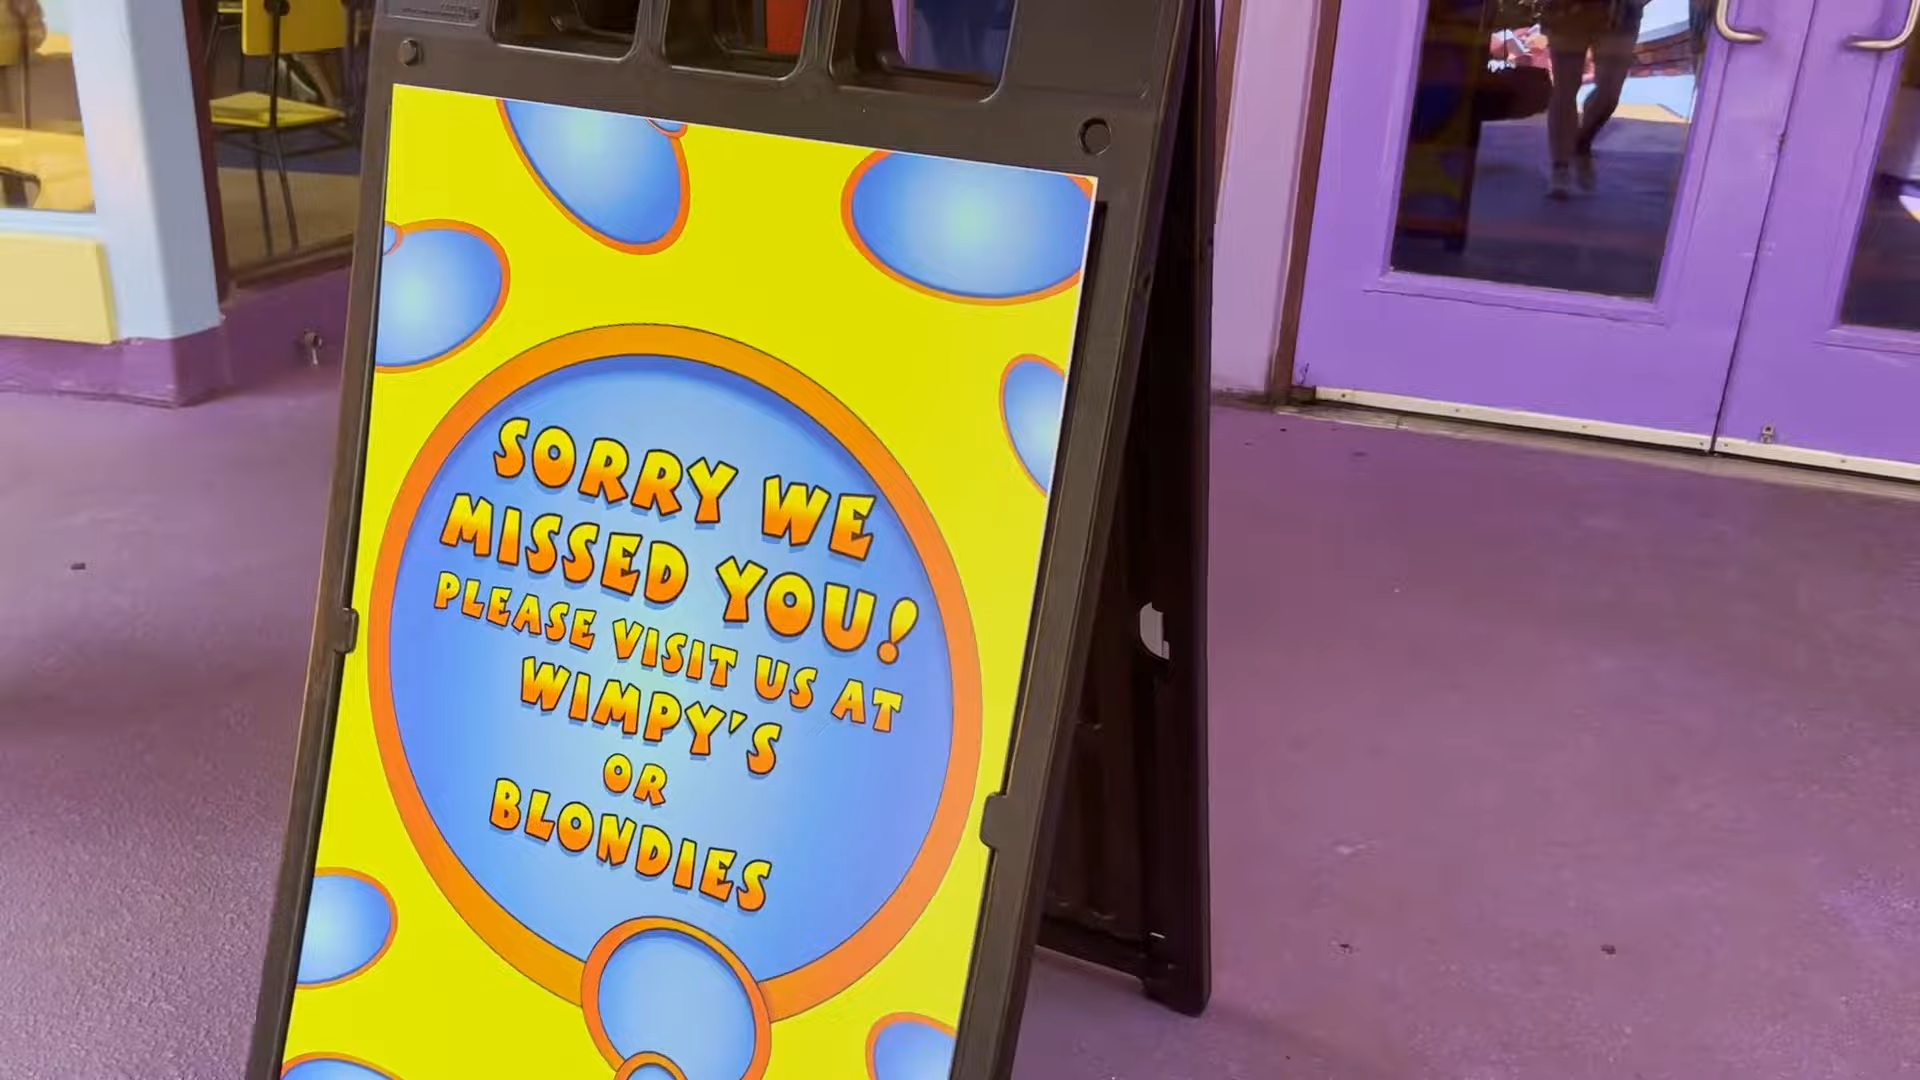 SORRY WE
MISSED YOU!
PLEASE VISIT US AT
WIMPY'S
OR
BLONDIES